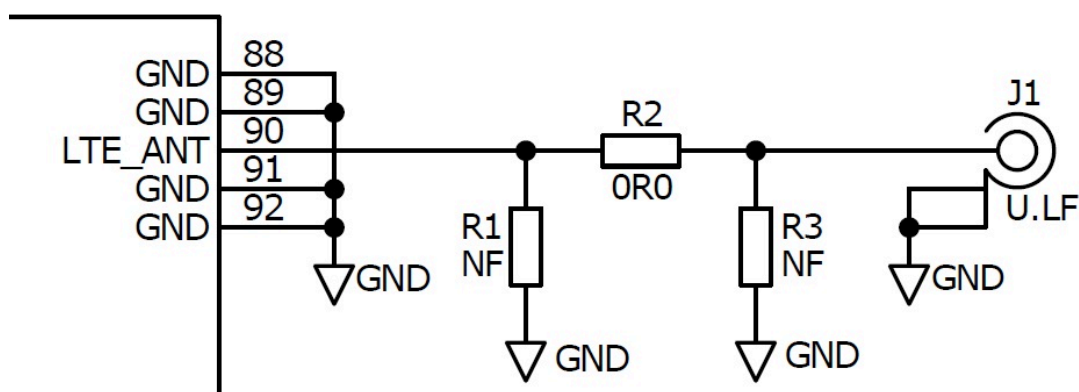 88
GND
89
GND
90
LTE_ANT
91
GND
92
GND
GND
R1
NF
GND
R2
0R0
R3
NF
GND
J1
U.LF
GND